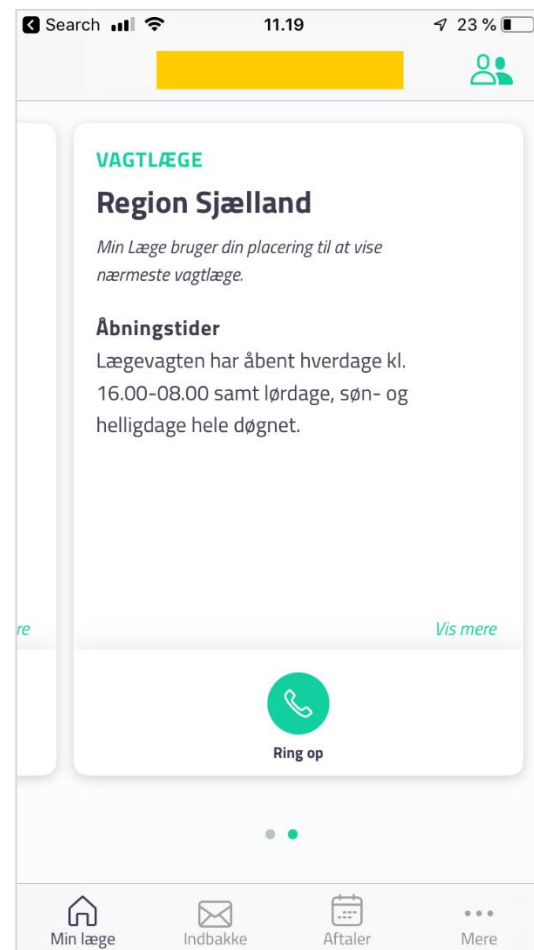 Search
11.19
23 %
VAGTLÆGE
Region Sjælland
Min Læge bruger din placering til at vise
nærmeste vagtlæge.
Åbningstider
Lægevagten har åbent hverdage kl.
16.00-08.00 samt lørdage, søn- og
helligdage hele døgnet.
re
Vis mere
Ring op
Min læge
Indbakke
Aftaler
Mere